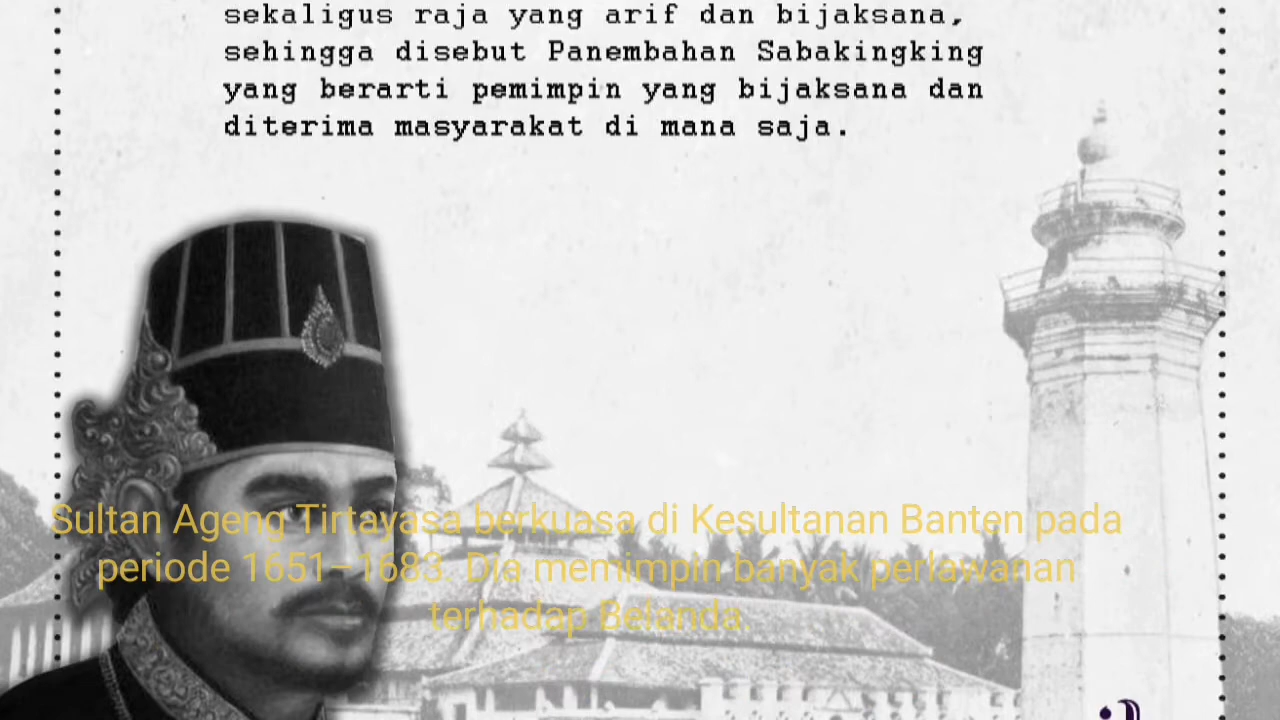 sekaligus raja yang arif dan bijaksana,
sehingga disebut Panembahan Sabakingking
yang berarti pemimpin yang bijaksana dan
diterima masyarakat di mana saja.
Sultan Ageng Tirtayasa berkuasa di Kesultanan Banten pada
periode 1651–1683. Dia memimpin banyak perlawanan
terhadap Belanda.